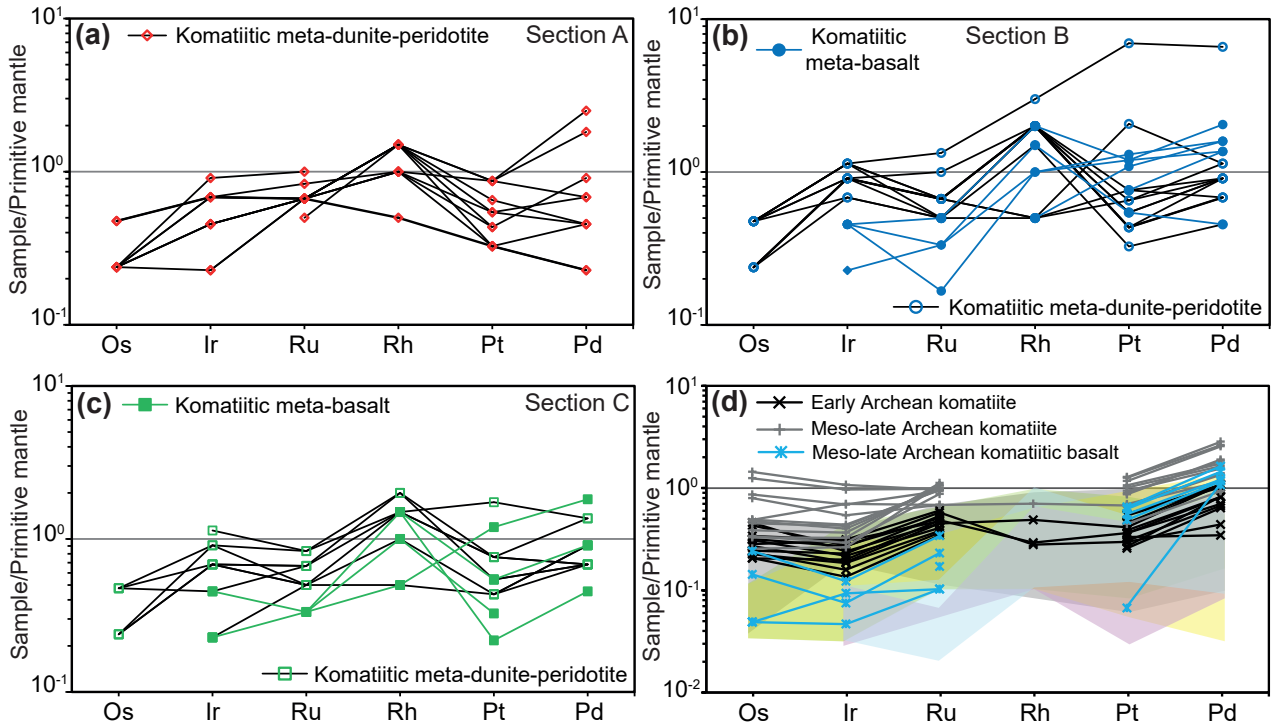 (a) Komatiitic meta-dunite-peridotite Section A
Sample/Primitive mantle
10¹
10⁰
10⁻¹
Os Ir Ru Rh Pt Pd
(b) Komatiitic
meta-basalt
Section B
Sample/Primitive mantle
10¹
10⁰
10⁻¹
Komatiitic meta-dunite-peridotite
Os Ir Ru Rh Pt Pd
(c) Komatiitic meta-basalt Section C
Sample/Primitive mantle
10¹
10⁰
10⁻¹
Komatiitic meta-dunite-peridotite
Os Ir Ru Rh Pt Pd
(d) Early Archean komatiite
Meso-late Archean komatiite
Meso-late Archean komatiitic basalt
Sample/Primitive mantle
10¹
10⁰
10⁻¹
10⁻²
Os Ir Ru Rh Pt Pd